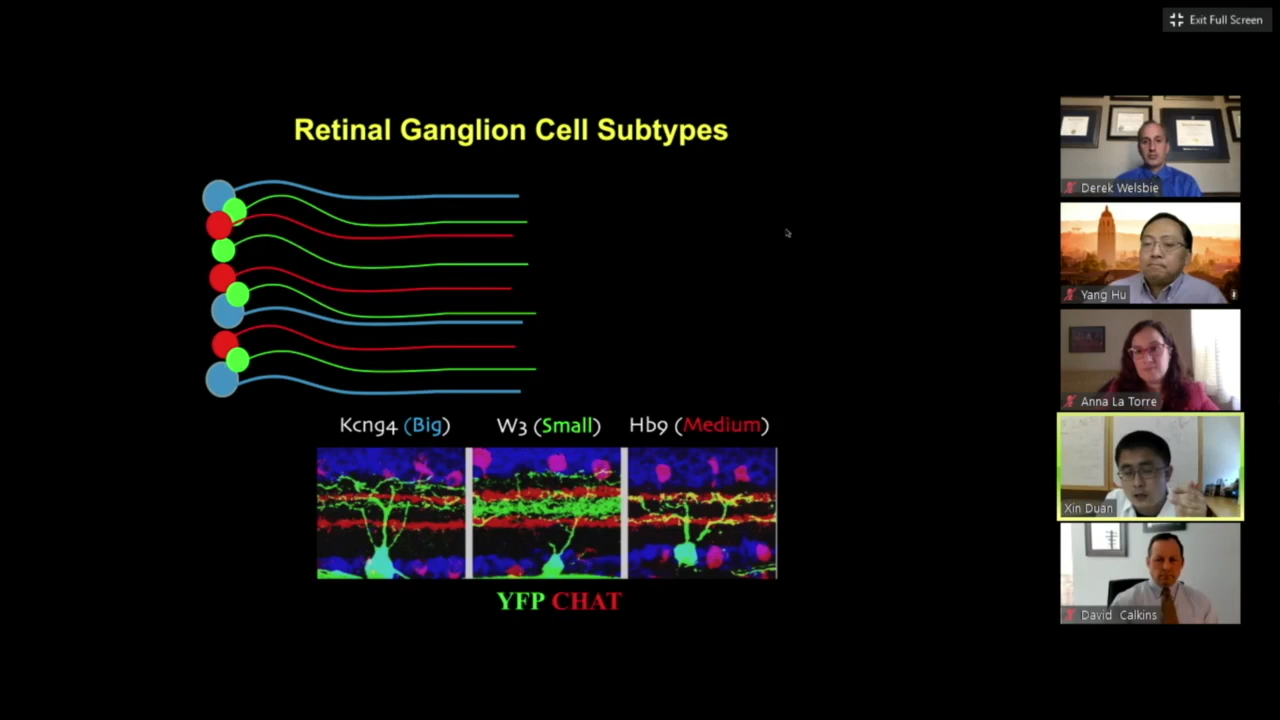 Exit Full Screen
Retinal Ganglion Cell Subtypes
Kcng4 (Big)
W3 (Small)
Hb9 (Medium)
YFP CHAT
Derek Welsbie
Yang Hu
Anna La Torre
Xin Duan
David Calkins